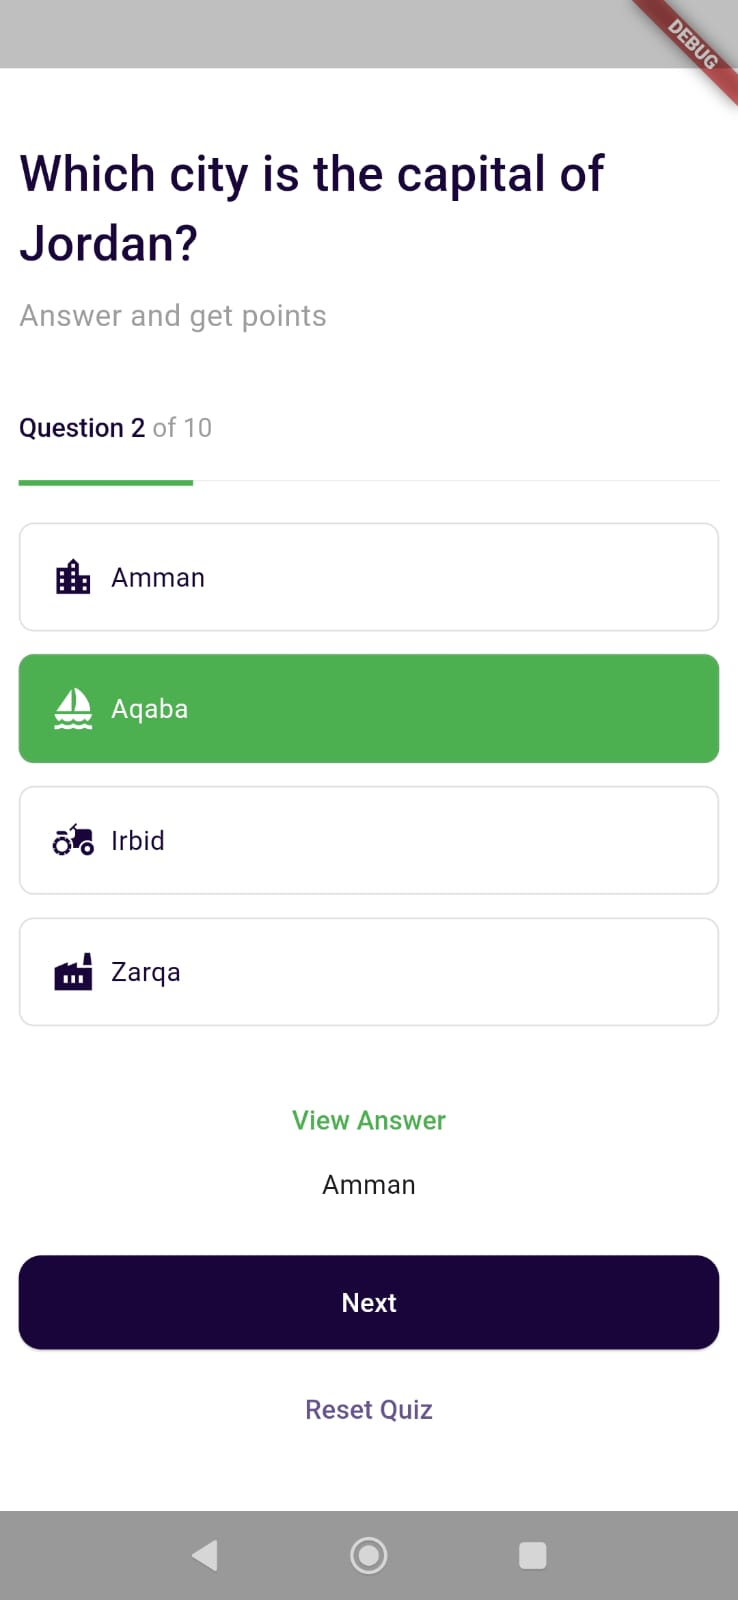 DEBUG
Which city is the capital of
Jordan?
Answer and get points
Question 2 of 10
Amman
Aqaba
Irbid
Zarqa
View Answer
Amman
Next
Reset Quiz